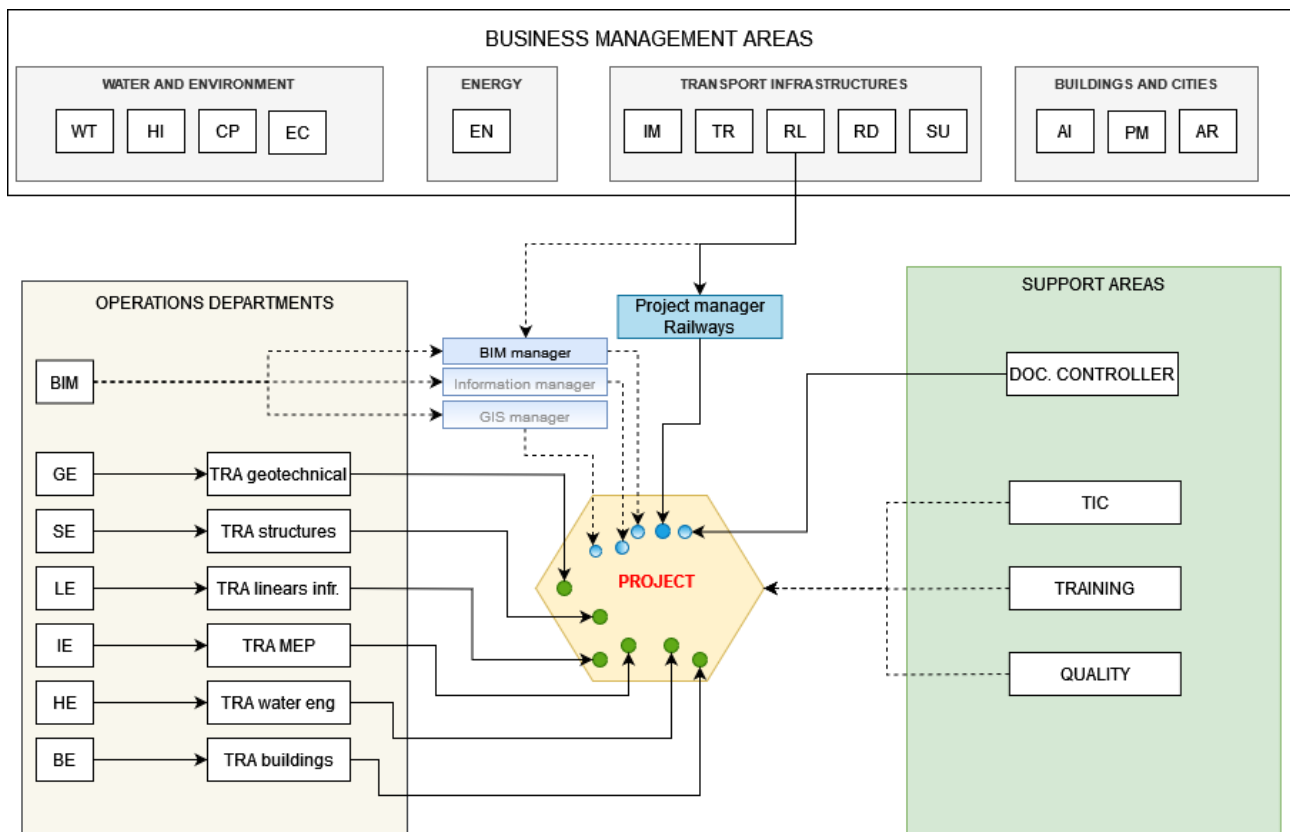 BUSINESS MANAGEMENT AREAS
WATER AND ENVIRONMENT
WT
HI
CP
EC
ENERGY
EN
TRANSPORT INFRASTRUCTURES
IM
TR
RL
RD
SU
BUILDINGS AND CITIES
AI
PM
AR
OPERATIONS DEPARTMENTS
BIM
GE
TRA geotechnical
SE
TRA structures
LE
TRA linears infr.
IE
TRA MEP
HE
TRA water eng
BE
TRA buildings
Project manager
Railways
BIM manager
Information manager
GIS manager
PROJECT
SUPPORT AREAS
DOC. CONTROLLER
TIC
TRAINING
QUALITY